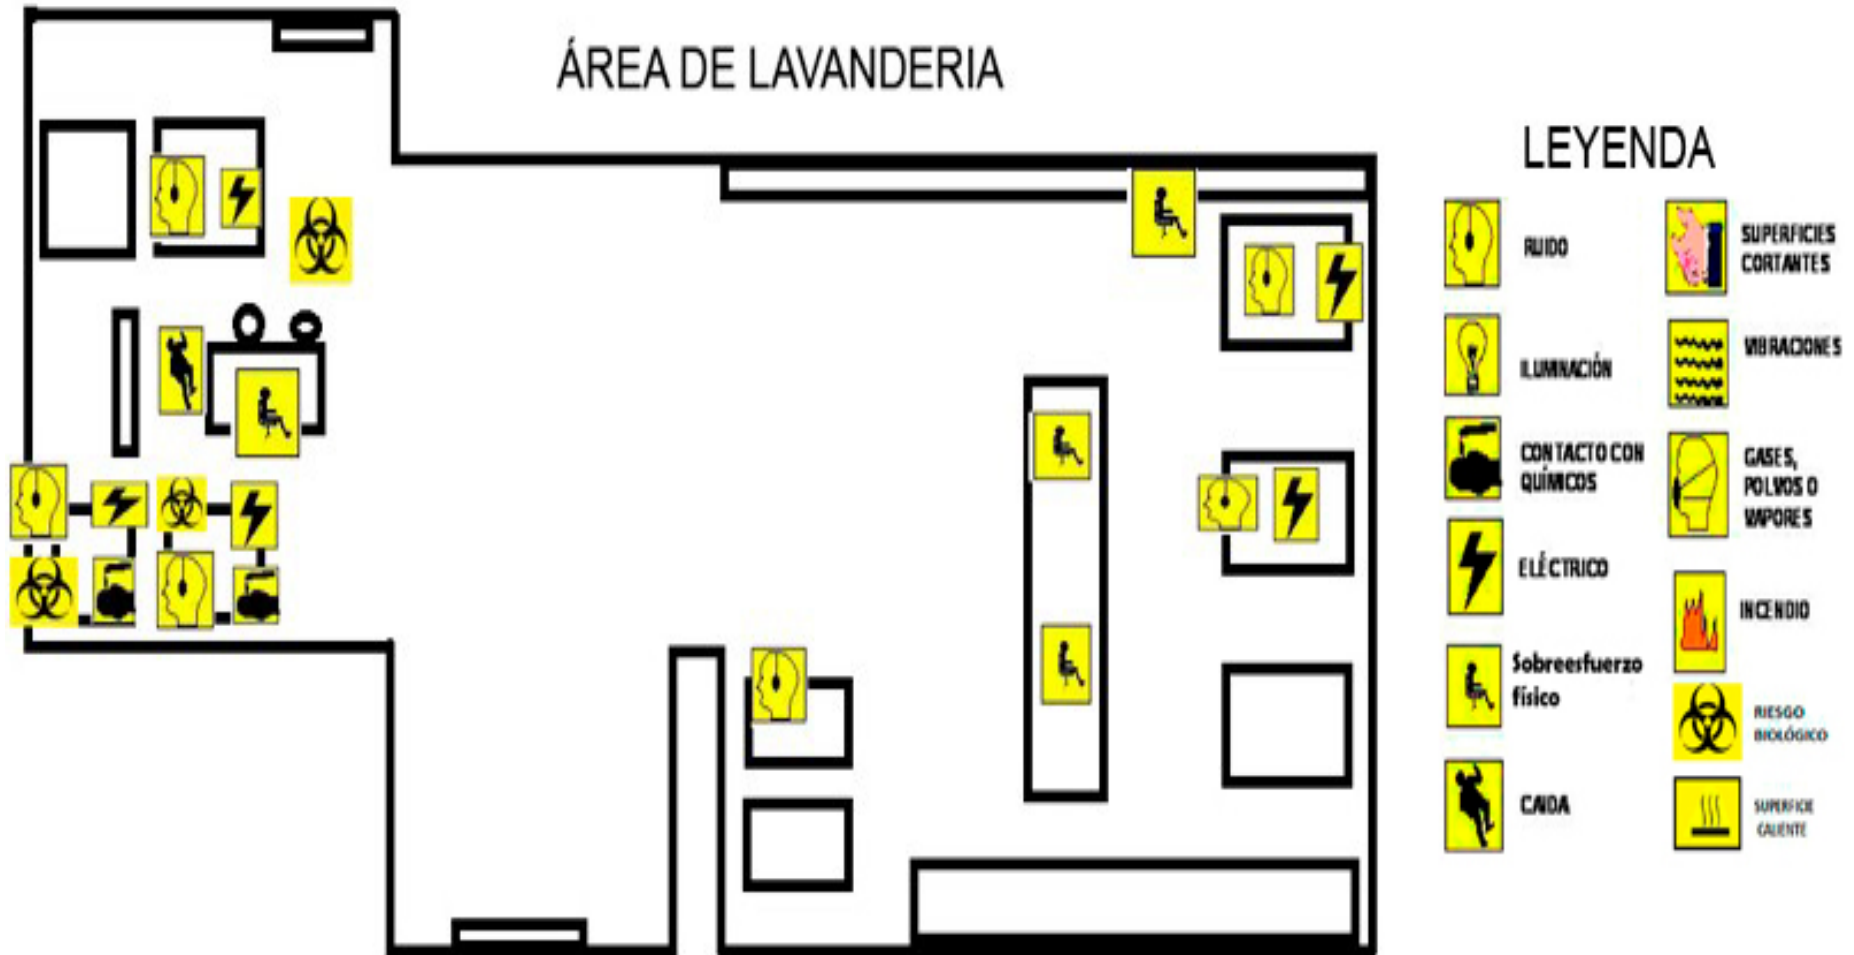 ÁREA DE LAVANDERIA
LEYENDA
RUIDO
ILUMINACIÓN
CONTACTO CON
QUÍMICOS
ELÉCTRICO
Sobreesfuerzo
físico
CAIDA
SUPERFICIES
CORTANTES
VIBRACIONES
GASES,
POLVOS O
VAPORES
INCENDIO
RIESGO
BIOLÓGICO
SUPERFICIE
CALIENTE